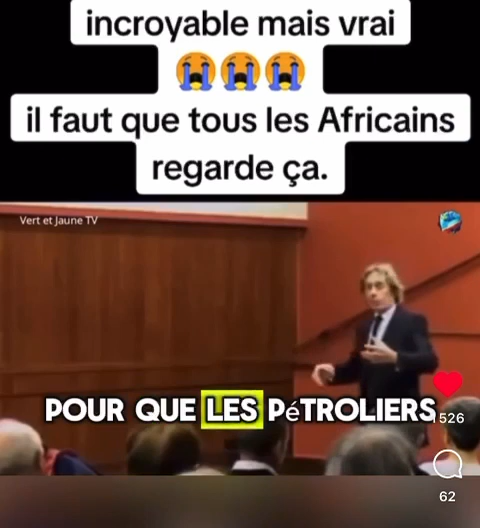 incroyable mais vrai
😭😭😭
il faut que tous les Africains
regarde ça.
Vert et Jaune TV
POUR QUE LES PéTROLIERS
1526
62